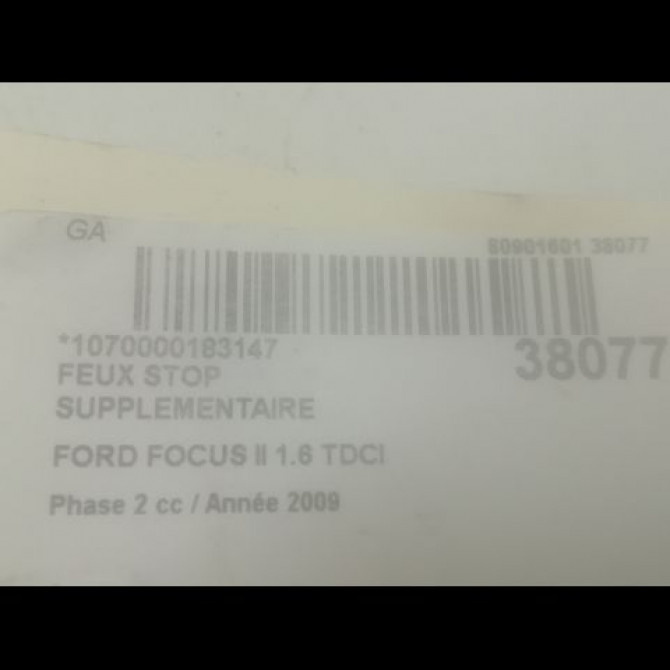 GA
80901601 38077
*1070000183147
38077
FEUX STOP
SUPPLEMENTAIRE
FORD FOCUS II 1.6 TDCI
Phase 2 cc / Année 2009